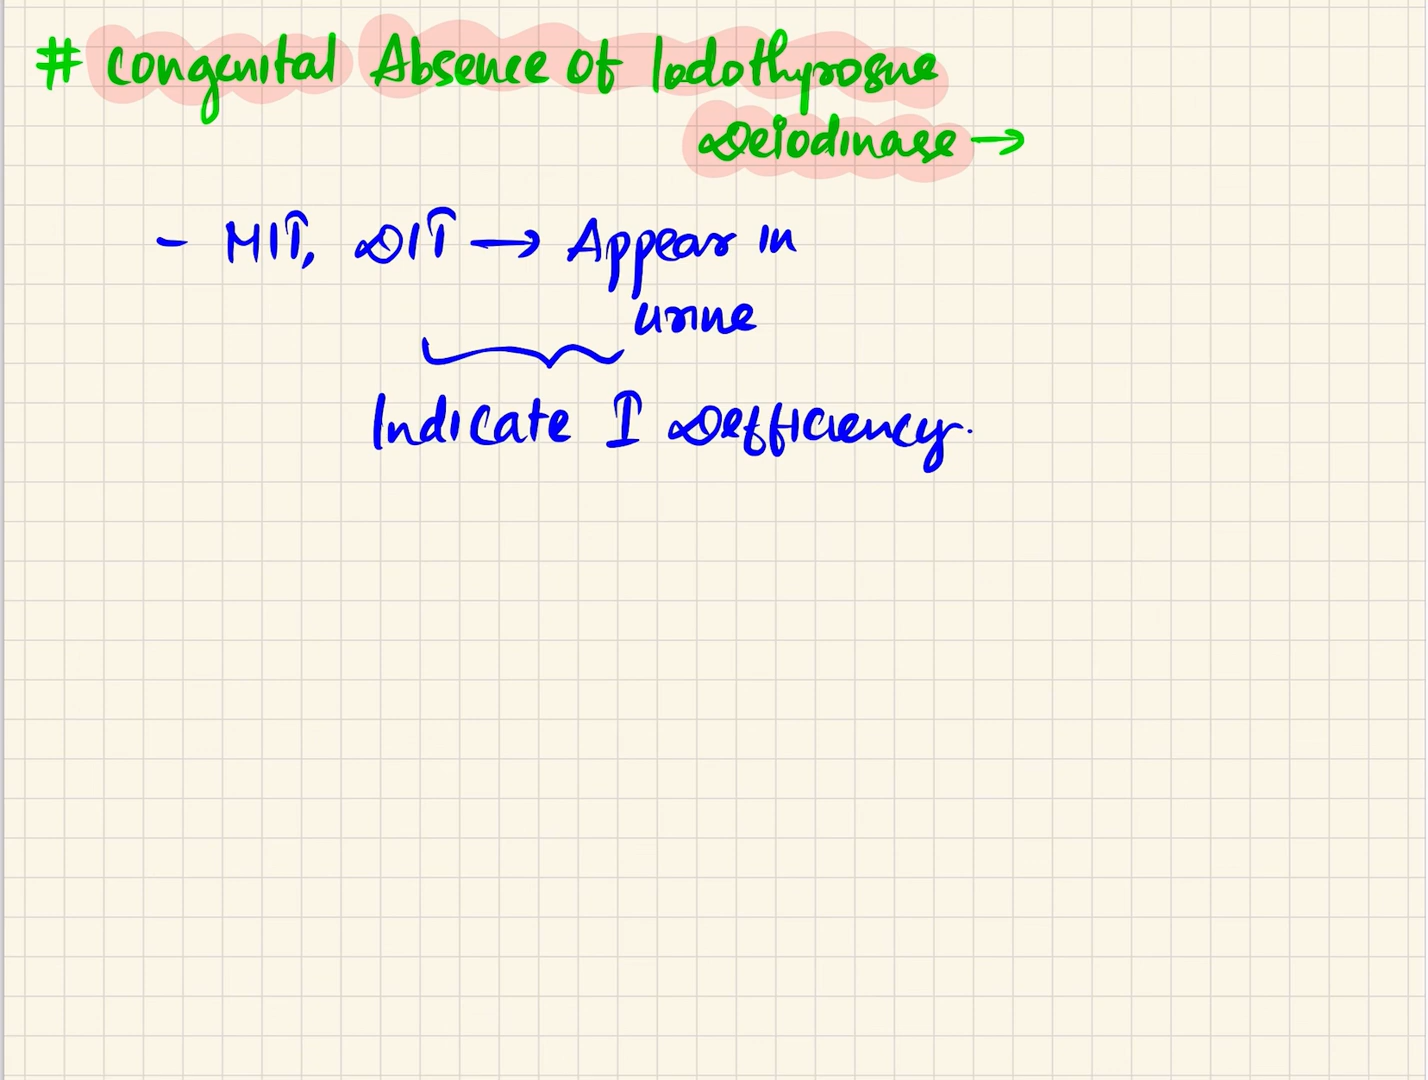 # Congenital Absence of Iodothyrosine
Deiodinase →
- MIT, DIT → Appear in
urine
Indicate I Defficiency.